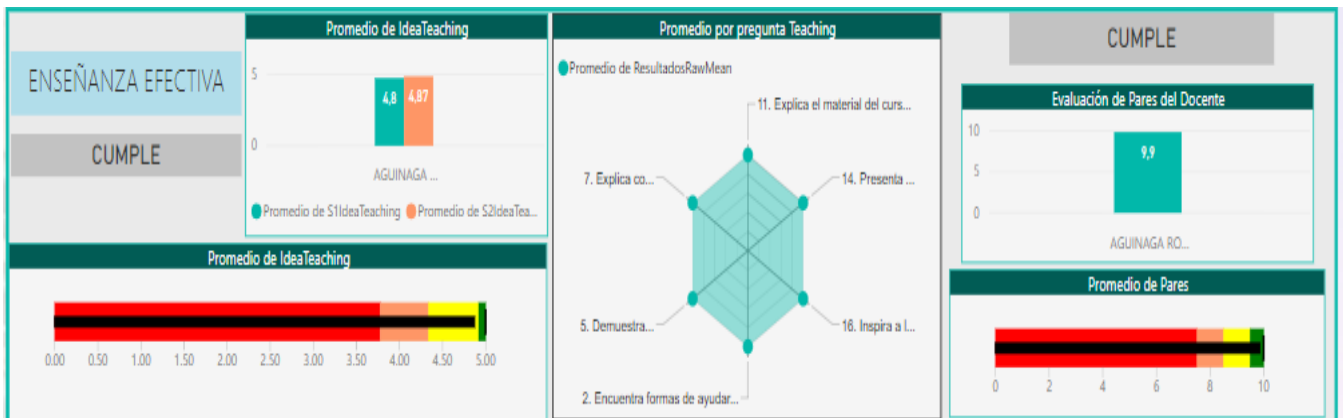 ENSEÑANZA EFECTIVA
CUMPLE
Promedio de IdeaTeaching
5
4,8 4,87
0
AGUINAGA ...
Promedio de S1IdeaTeaching Promedio de S2IdeaTea...
Promedio de IdeaTeaching
0.00 0.50 1.00 1.50 2.00 2.50 3.00 3.50 4.00 4.50 5.00
Promedio por pregunta Teaching
Promedio de ResultadosRawMean
11. Explica el material del curs...
7. Explica co...
14. Presenta ...
5. Demuestra...
16. Inspira a l...
2. Encuentra formas de ayudar...
CUMPLE
Evaluación de Pares del Docente
10
9,9
5
0
AGUINAGA RO...
Promedio de Pares
0 2 4 6 8 10